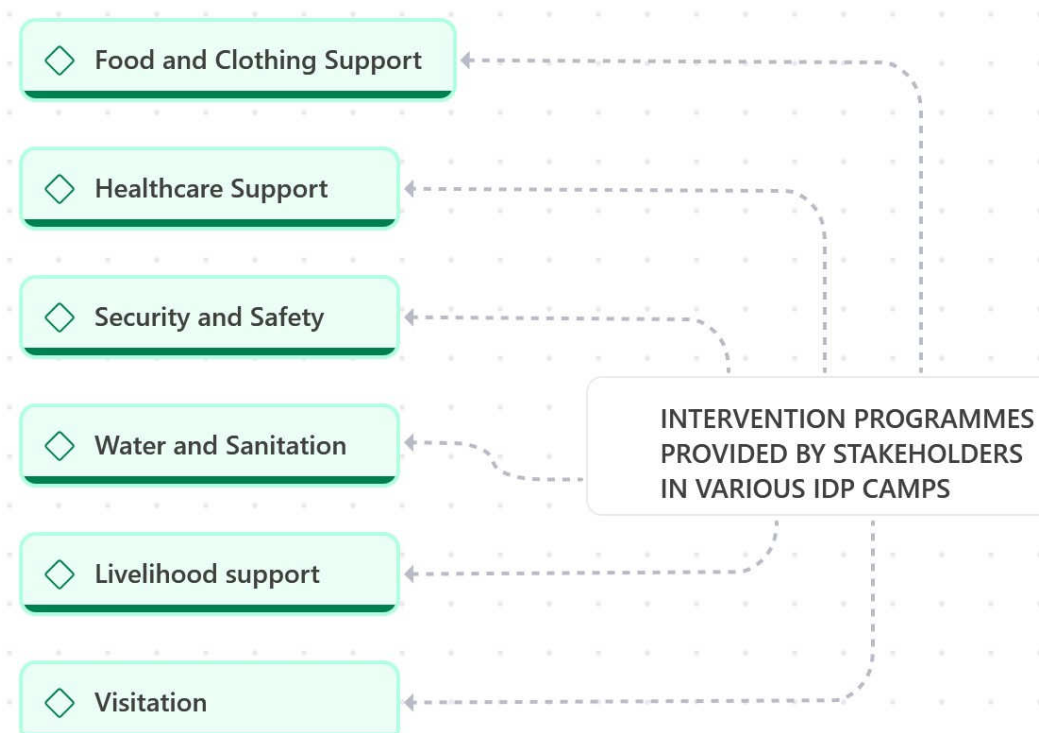 Food and Clothing Support
Healthcare Support
Security and Safety
INTERVENTION PROGRAMMES
PROVIDED BY STAKEHOLDERS
IN VARIOUS IDP CAMPS
Water and Sanitation
Livelihood support
Visitation